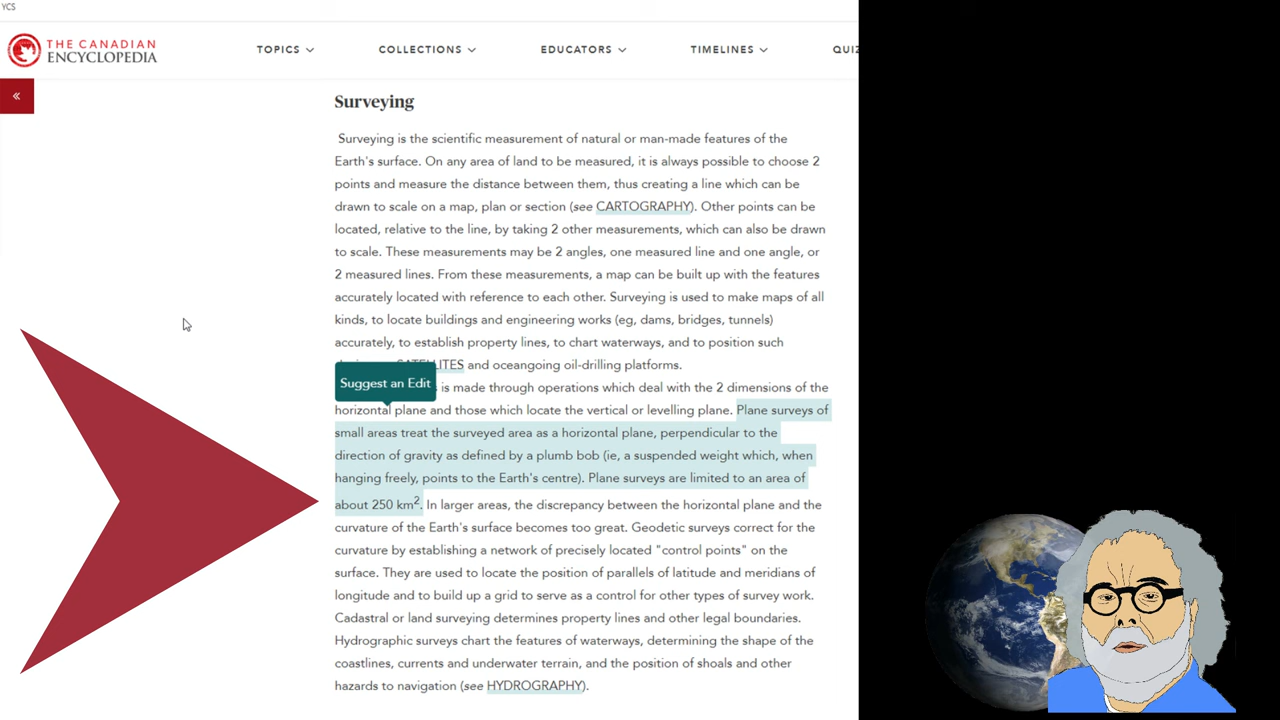 YCS
THE CANADIAN
ENCYCLOPEDIA
TOPICS
COLLECTIONS
EDUCATORS
TIMELINES
QUIZ
Surveying
Surveying is the scientific measurement of natural or man-made features of the
Earth's surface. On any area of land to be measured, it is always possible to choose 2
points and measure the distance between them, thus creating a line which can be
drawn to scale on a map, plan or section (see CARTOGRAPHY). Other points can be
located, relative to the line, by taking 2 other measurements, which can also be drawn
to scale. These measurements may be 2 angles, one measured line and one angle, or
2 measured lines. From these measurements, a map can be built up with the features
accurately located with reference to each other. Surveying is used to make maps of all
kinds, to locate buildings and engineering works (eg, dams, bridges, tunnels)
accurately, to establish property lines, to chart waterways, and to position such
SATELLITES and oceangoing oil-drilling platforms.
Suggest an Edit
is made through operations which deal with the 2 dimensions of the
horizontal plane and those which locate the vertical or levelling plane. Plane surveys of
small areas treat the surveyed area as a horizontal plane, perpendicular to the
direction of gravity as defined by a plumb bob (ie, a suspended weight which, when
hanging freely, points to the Earth's centre). Plane surveys are limited to an area of
about 250 km². In larger areas, the discrepancy between the horizontal plane and the
curvature of the Earth's surface becomes too great. Geodetic surveys correct for the
curvature by establishing a network of precisely located "control points" on the
surface. They are used to locate the position of parallels of latitude and meridians of
longitude and to build up a grid to serve as a control for other types of survey work.
Cadastral or land surveying determines property lines and other legal boundaries.
Hydrographic surveys chart the features of waterways, determining the shape of the
coastlines, currents and underwater terrain, and the position of shoals and other
hazards to navigation (see HYDROGRAPHY).